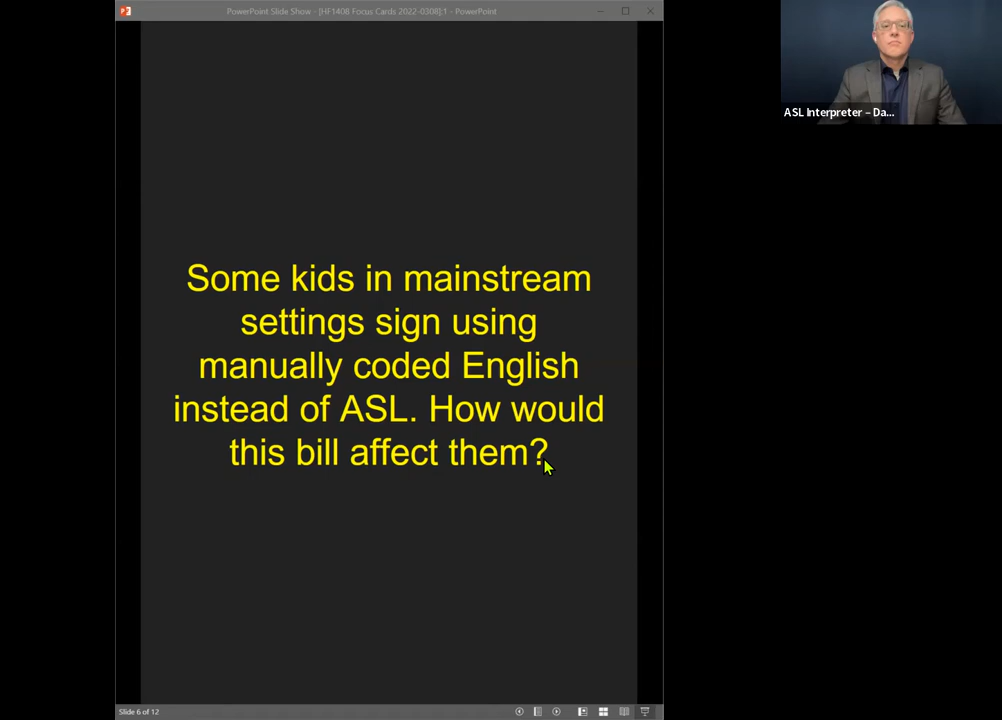 PowerPoint Slide Show - [HF1408 Focus Cards 2022-0308]:1 - PowerPoint
ASL Interpreter – Da...
Some kids in mainstream
settings sign using
manually coded English
instead of ASL. How would
this bill affect them?
Slide 6 of 12